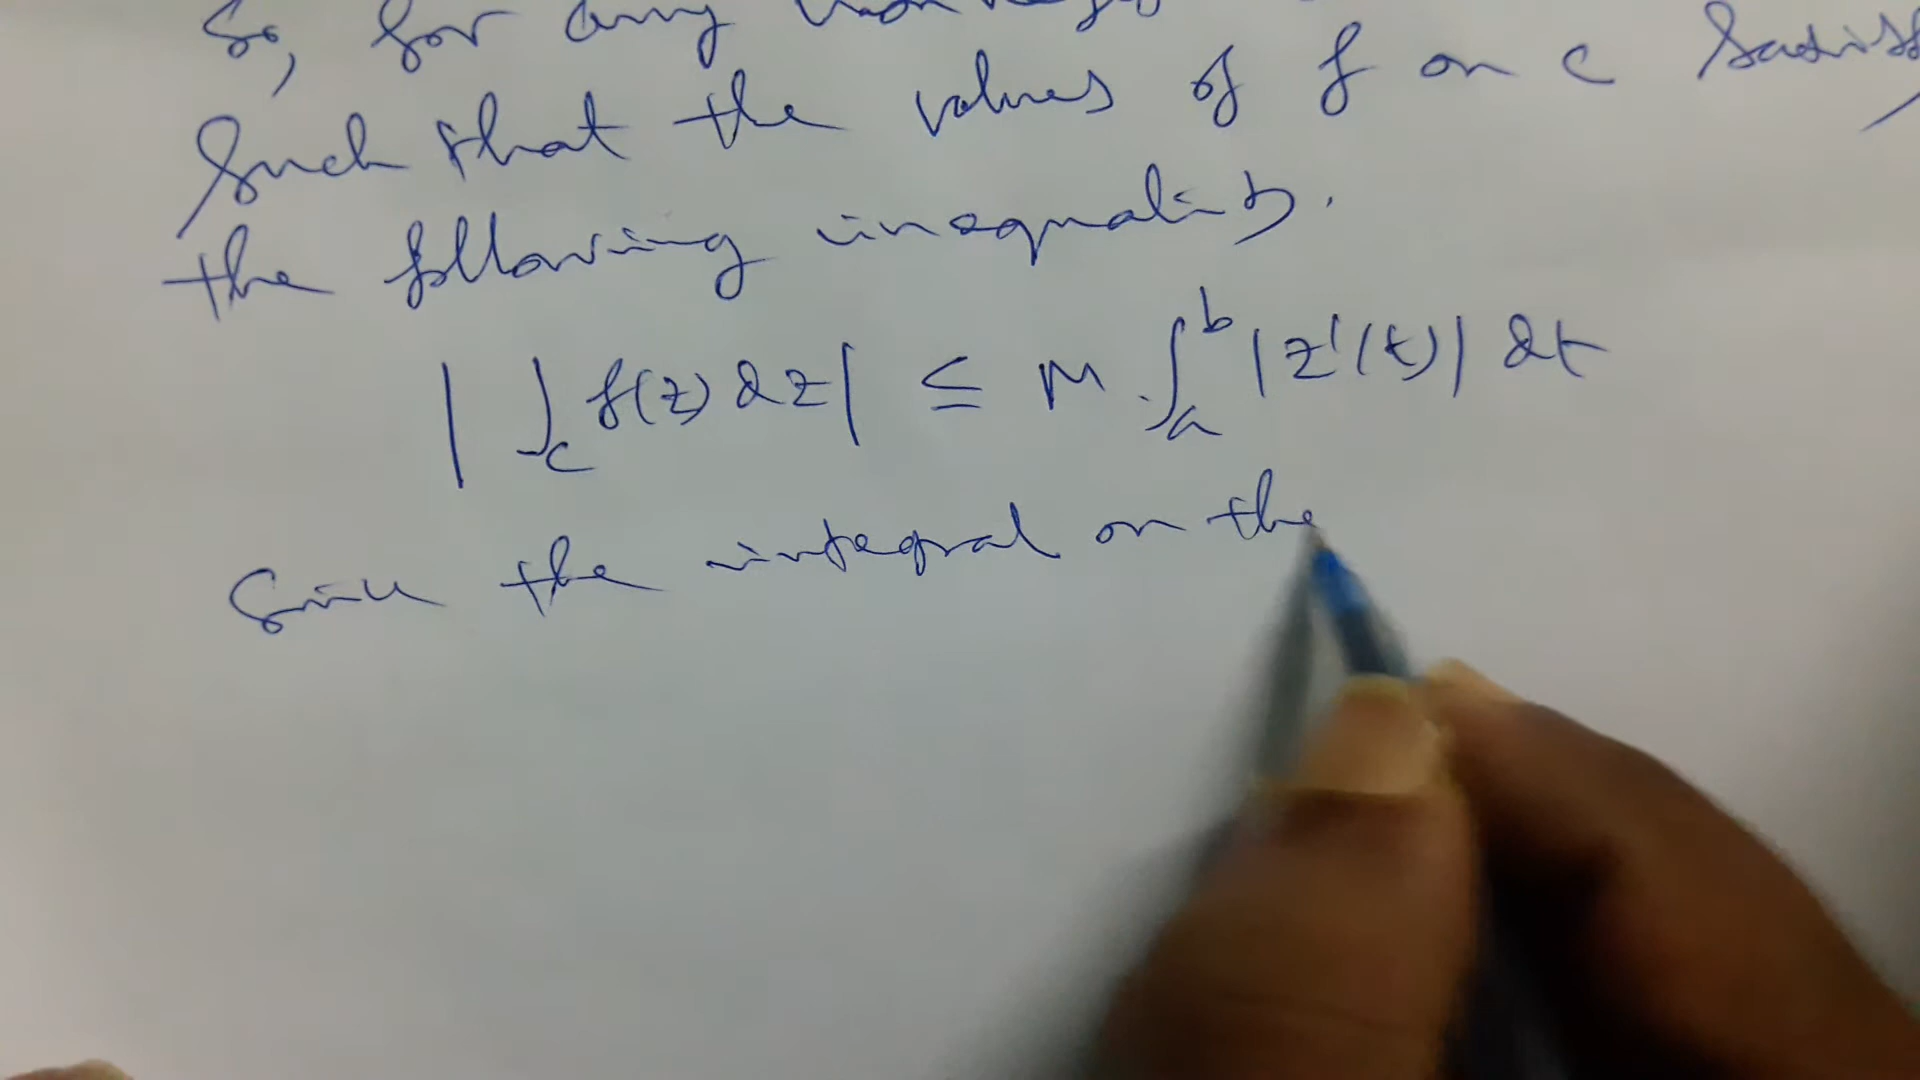 So, for any
such that the values of f on c satisf
the following inequality.
| ∫_c f(z) dz | ≤ M . ∫_a^b |z'(t)| dt
Since the integral on the